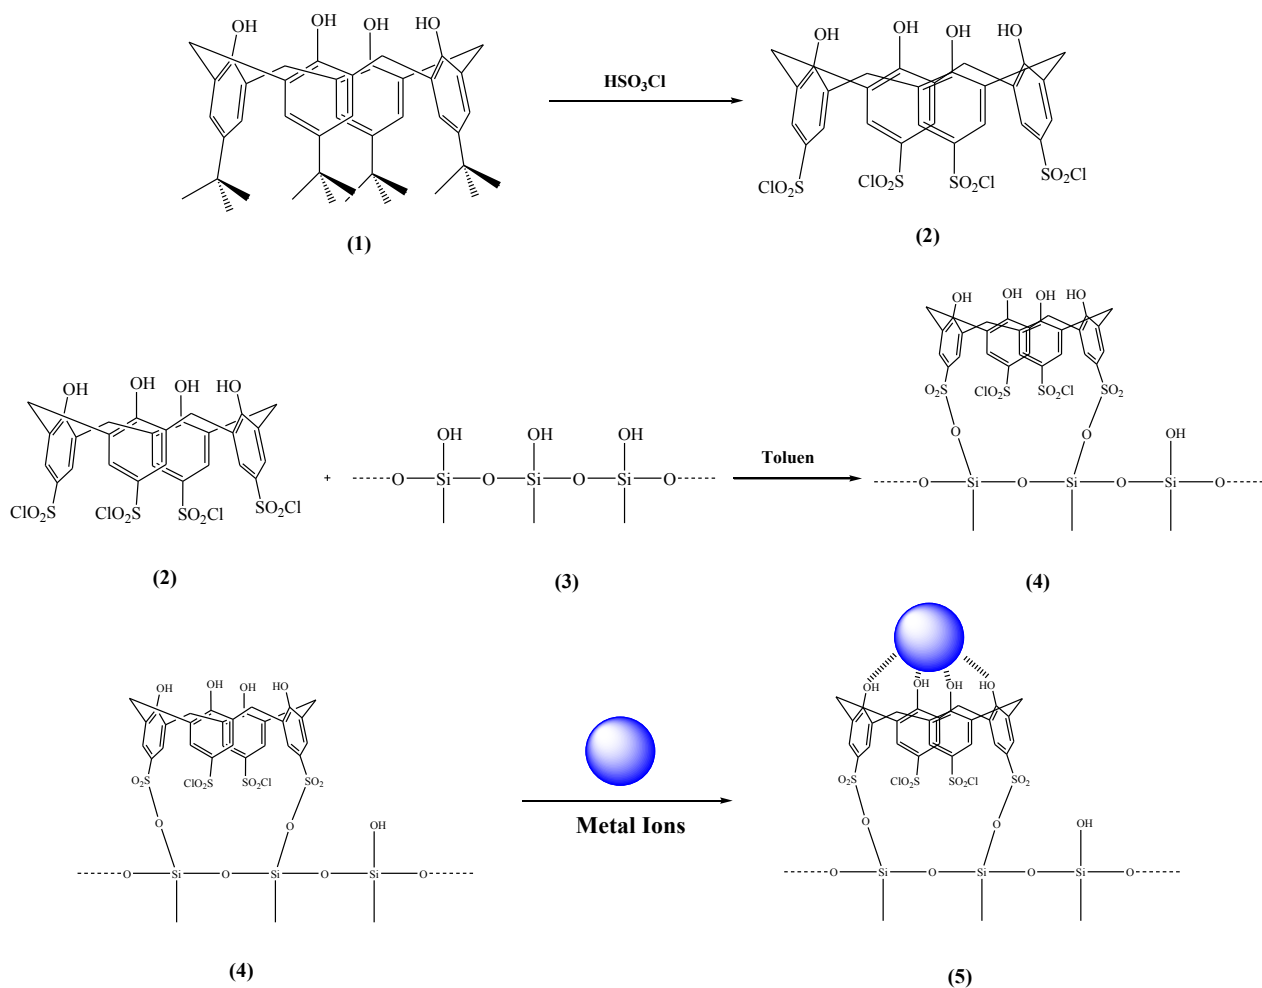 OH OH OH HO
HSO3Cl
OH OH OH HO
ClO2S ClO2S SO2Cl SO2Cl
(1)
(2)
OH OH OH HO
O2S ClO2S SO2Cl SO2
O O OH
O Si O Si O Si O
OH OH OH HO
ClO2S ClO2S SO2Cl SO2Cl
+
OH OH OH
O Si O Si O Si O
Toluen
(2)
(3)
(4)
OH OH OH HO
O2S ClO2S SO2Cl SO2
O O OH
O Si O Si O Si O
Metal Ions
OH OH OH HO
O2S ClO2S SO2Cl SO2
O O OH
O Si O Si O Si O
(4)
(5)